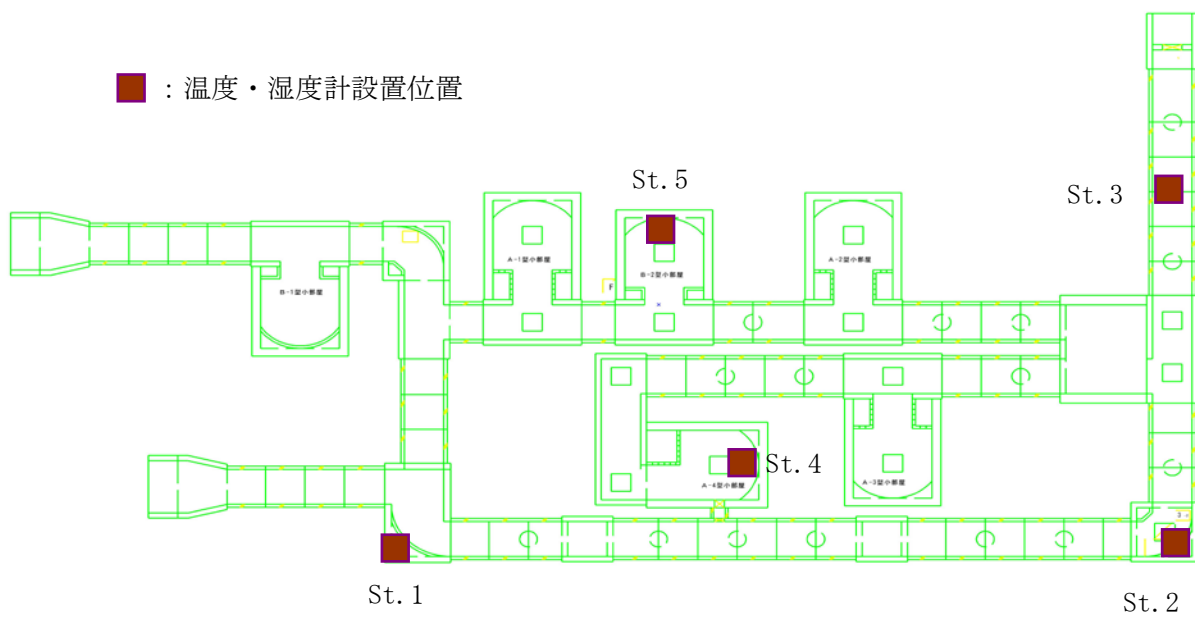 ：温度・湿度計設置位置
St.5
St.3
A-1型小部屋
B-2型小部屋
A-2型小部屋
B-1型小部屋
F
St.4
A-4型小部屋
A-3型小部屋
3
St.1
St.2